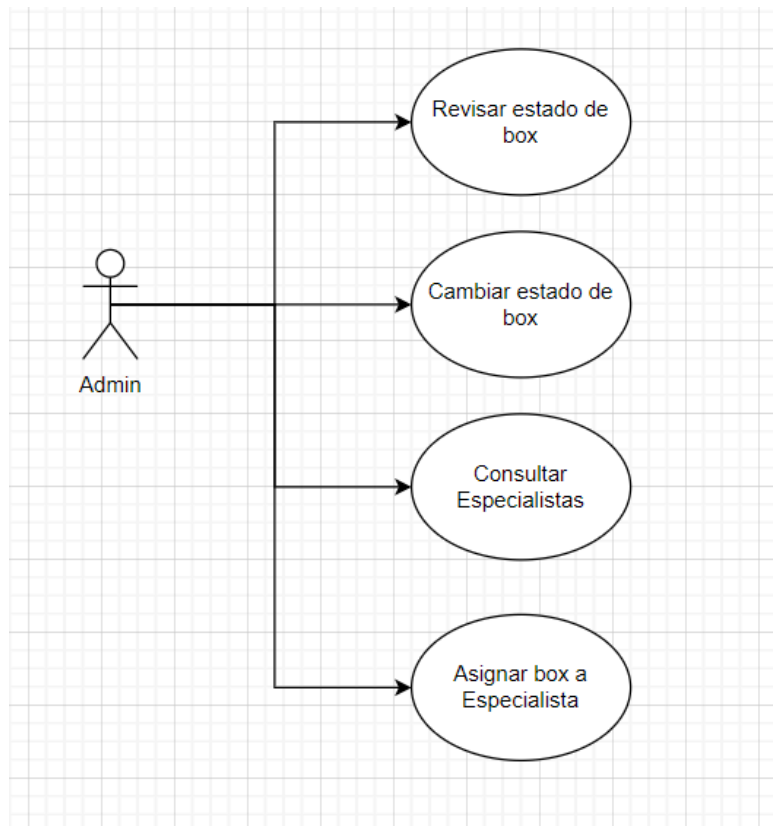 Revisar estado de
box
Cambiar estado de
box
Admin
Consultar
Especialistas
Asignar box a
Especialista